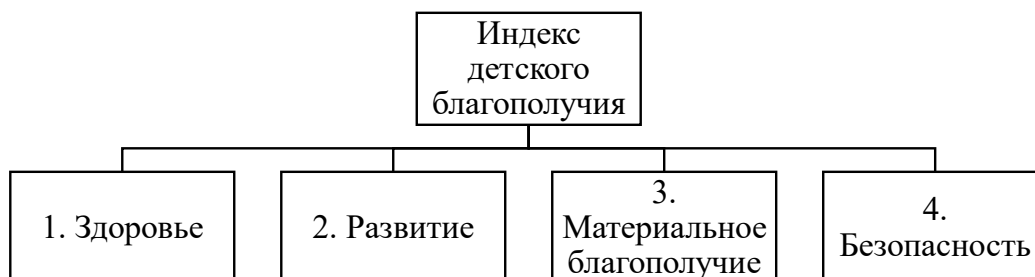 Индекс
детского
благополучия
1. Здоровье
2. Развитие
3.
Материальное
благополучие
4.
Безопасность